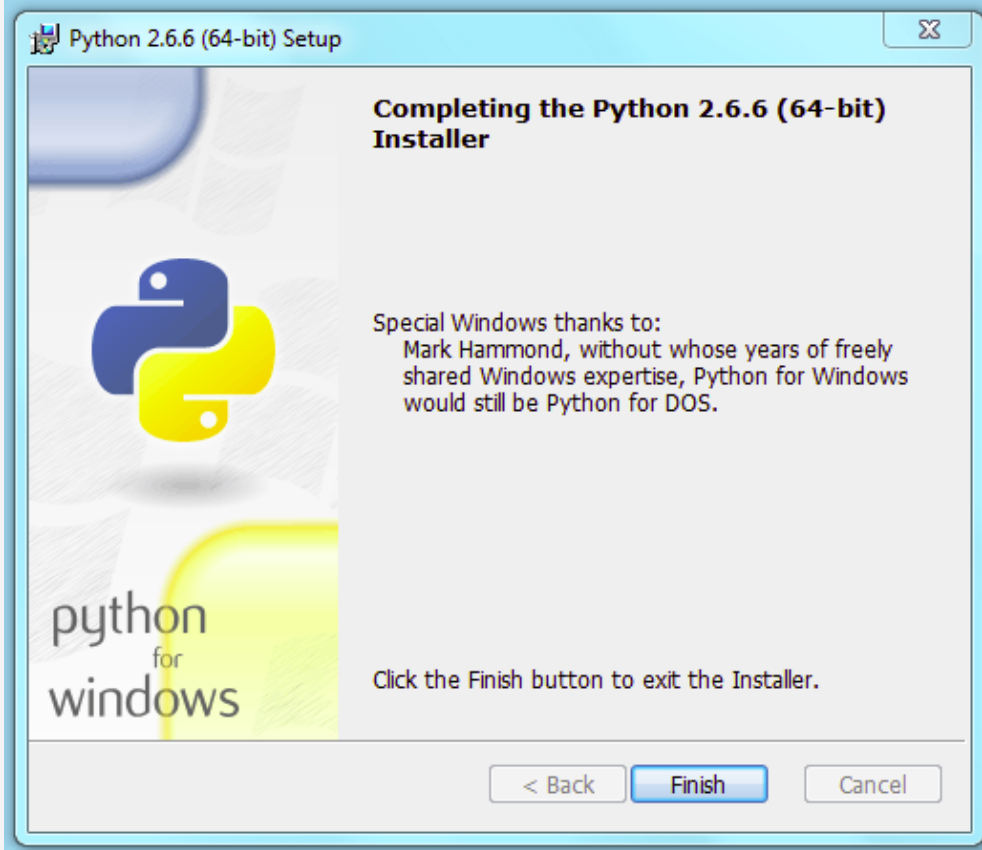 Python 2.6.6 (64-bit) Setup
Completing the Python 2.6.6 (64-bit)
Installer
Special Windows thanks to:
Mark Hammond, without whose years of freely
shared Windows expertise, Python for Windows
would still be Python for DOS.
python
for
windows
Click the Finish button to exit the Installer.
< Back
Finish
Cancel